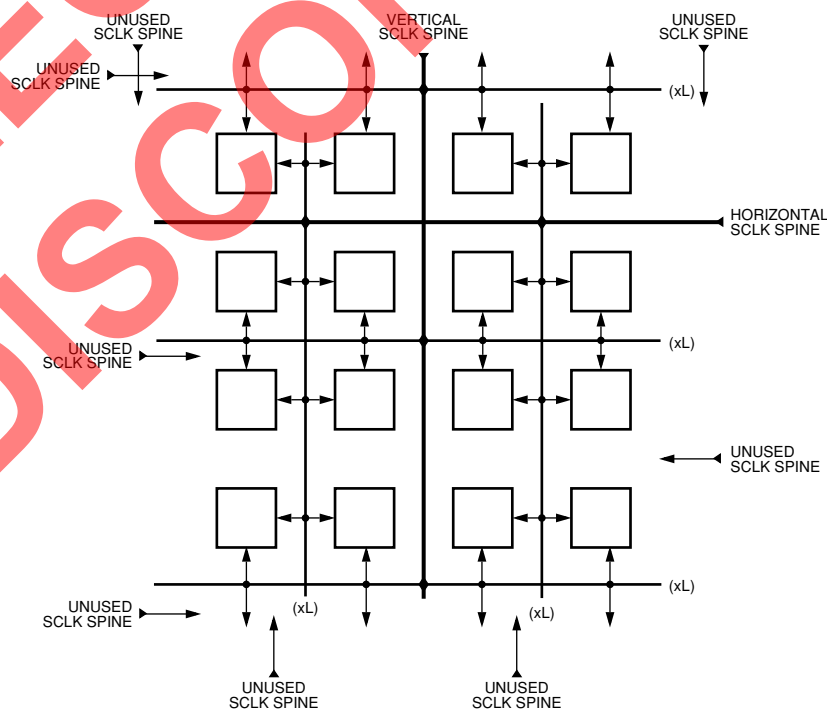 UNUSED
SCLK SPINE
VERTICAL
SCLK SPINE
UNUSED
SCLK SPINE
UNUSED
SCLK SPINE
(xL)
HORIZONTAL
SCLK SPINE
UNUSED
SCLK SPINE
(xL)
UNUSED
SCLK SPINE
(xL)
UNUSED
SCLK SPINE
(xL)
(xL)
UNUSED
SCLK SPINE
UNUSED
SCLK SPINE
DISCO